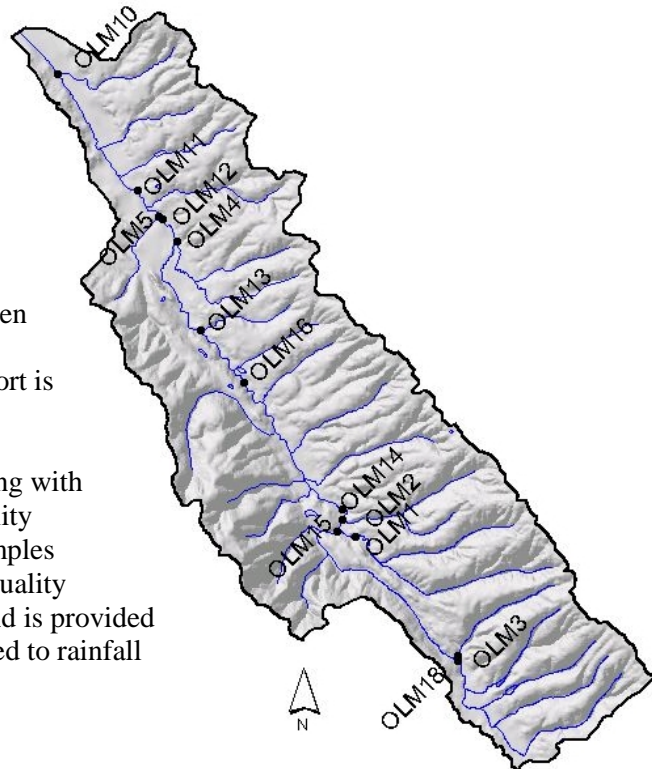 OLM10
OLM11
OLM12
OLM5
OLM4
OLM13
OLM16
en
ort is
ng with
ity
mples
uality
d is provided
ed to rainfall
OLM14
OLM2
OLM1
OLM15
OLM3
OLM18
N